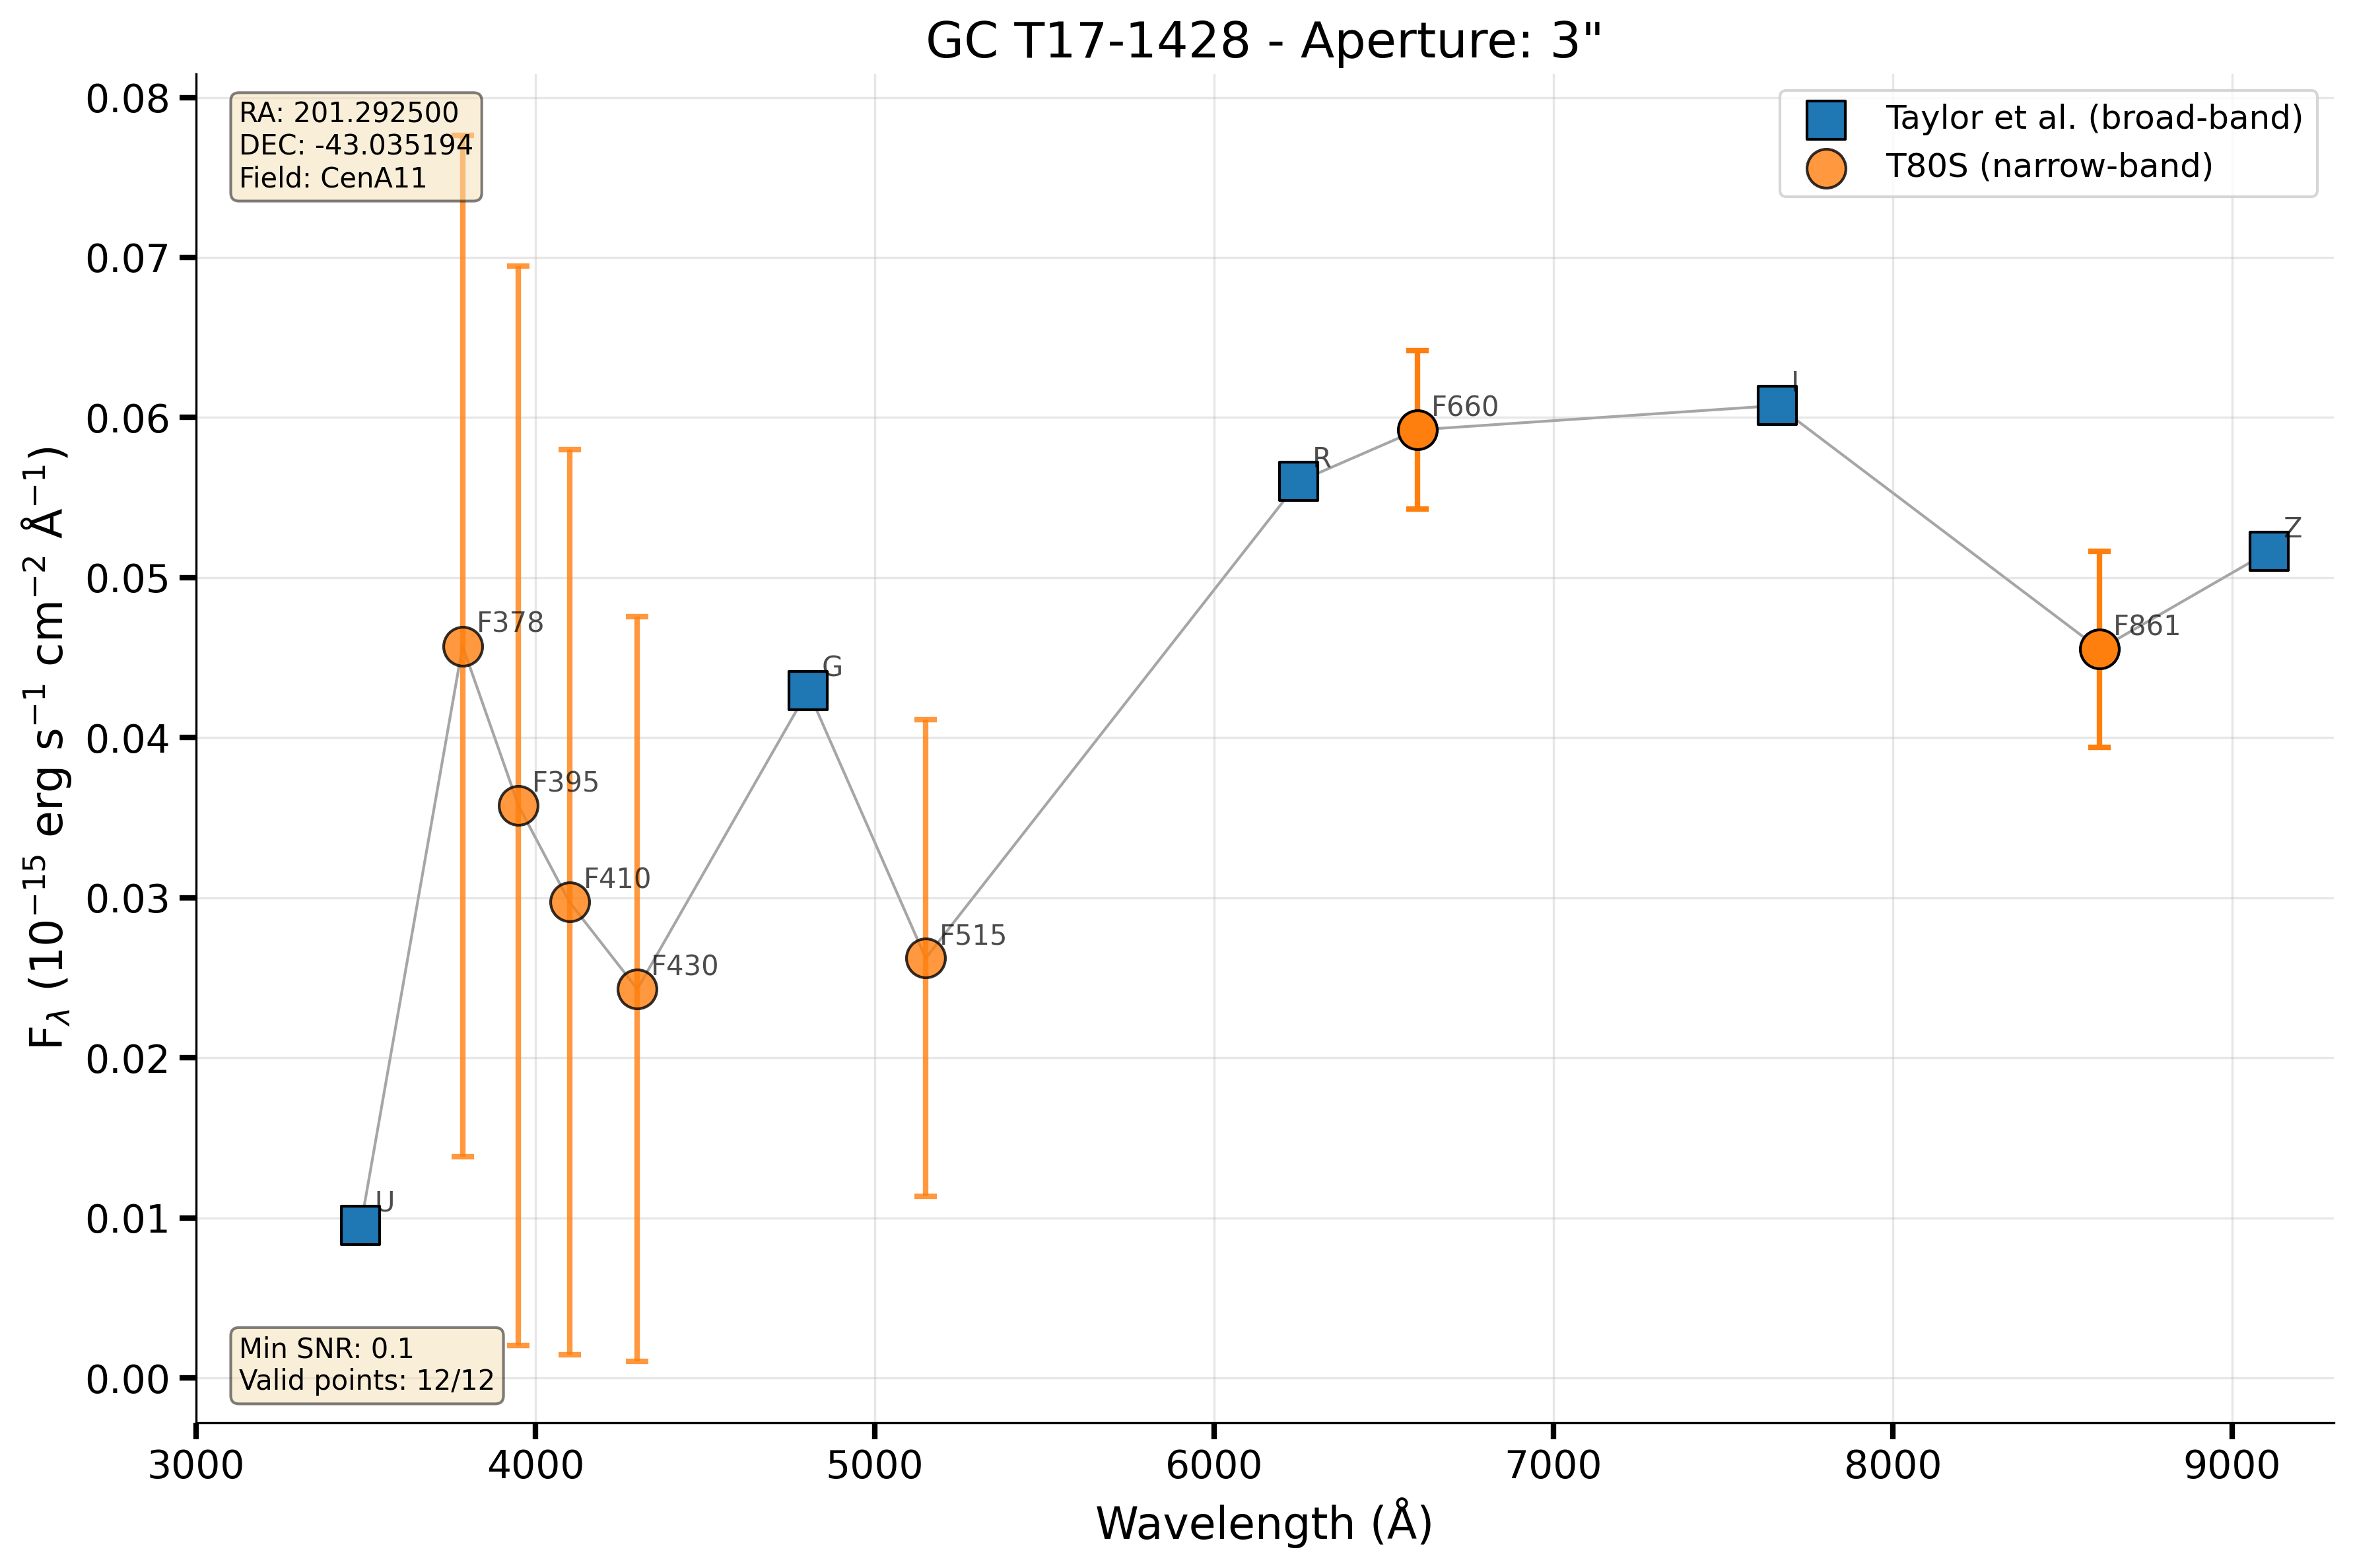 GC T17-1428 - Aperture: 3"
RA: 201.292500
DEC: -43.035194
Field: CenA11
Taylor et al. (broad-band)
T80S (narrow-band)
0.08
0.07
0.06
0.05
0.04
0.03
0.02
0.01
0.00
F_λ (10⁻¹⁵ erg s⁻¹ cm⁻² Å⁻¹)
U
F378
F395
F410
F430
G
F515
R
F660
I
F861
Z
Min SNR: 0.1
Valid points: 12/12
3000 4000 5000 6000 7000 8000 9000
Wavelength (Å)